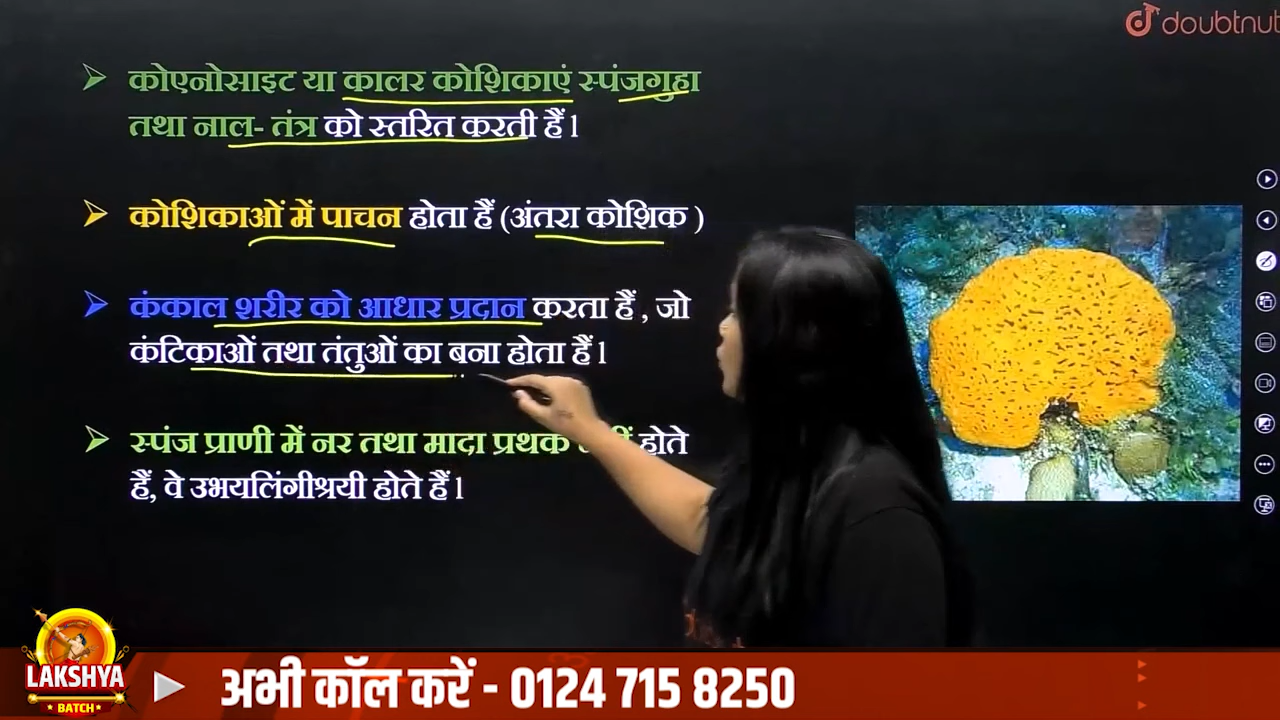 doubtnut
कोएनोसाइट या कालर कोशिकाएं स्पंजगुहा
तथा नाल- तंत्र को स्तरित करती हैं l
कोशिकाओं में पाचन होता हैं (अंतरा कोशिक )
कंकाल शरीर को आधार प्रदान करता हैं , जो
कंटिकाओं तथा तंतुओं का बना होता हैं l
स्पंज प्राणी में नर तथा मादा प्रथक होते
हैं, वे उभयलिंगीश्रयी होते हैं l
LAKSHYA
BATCH
अभी कॉल करें - 0124 715 8250